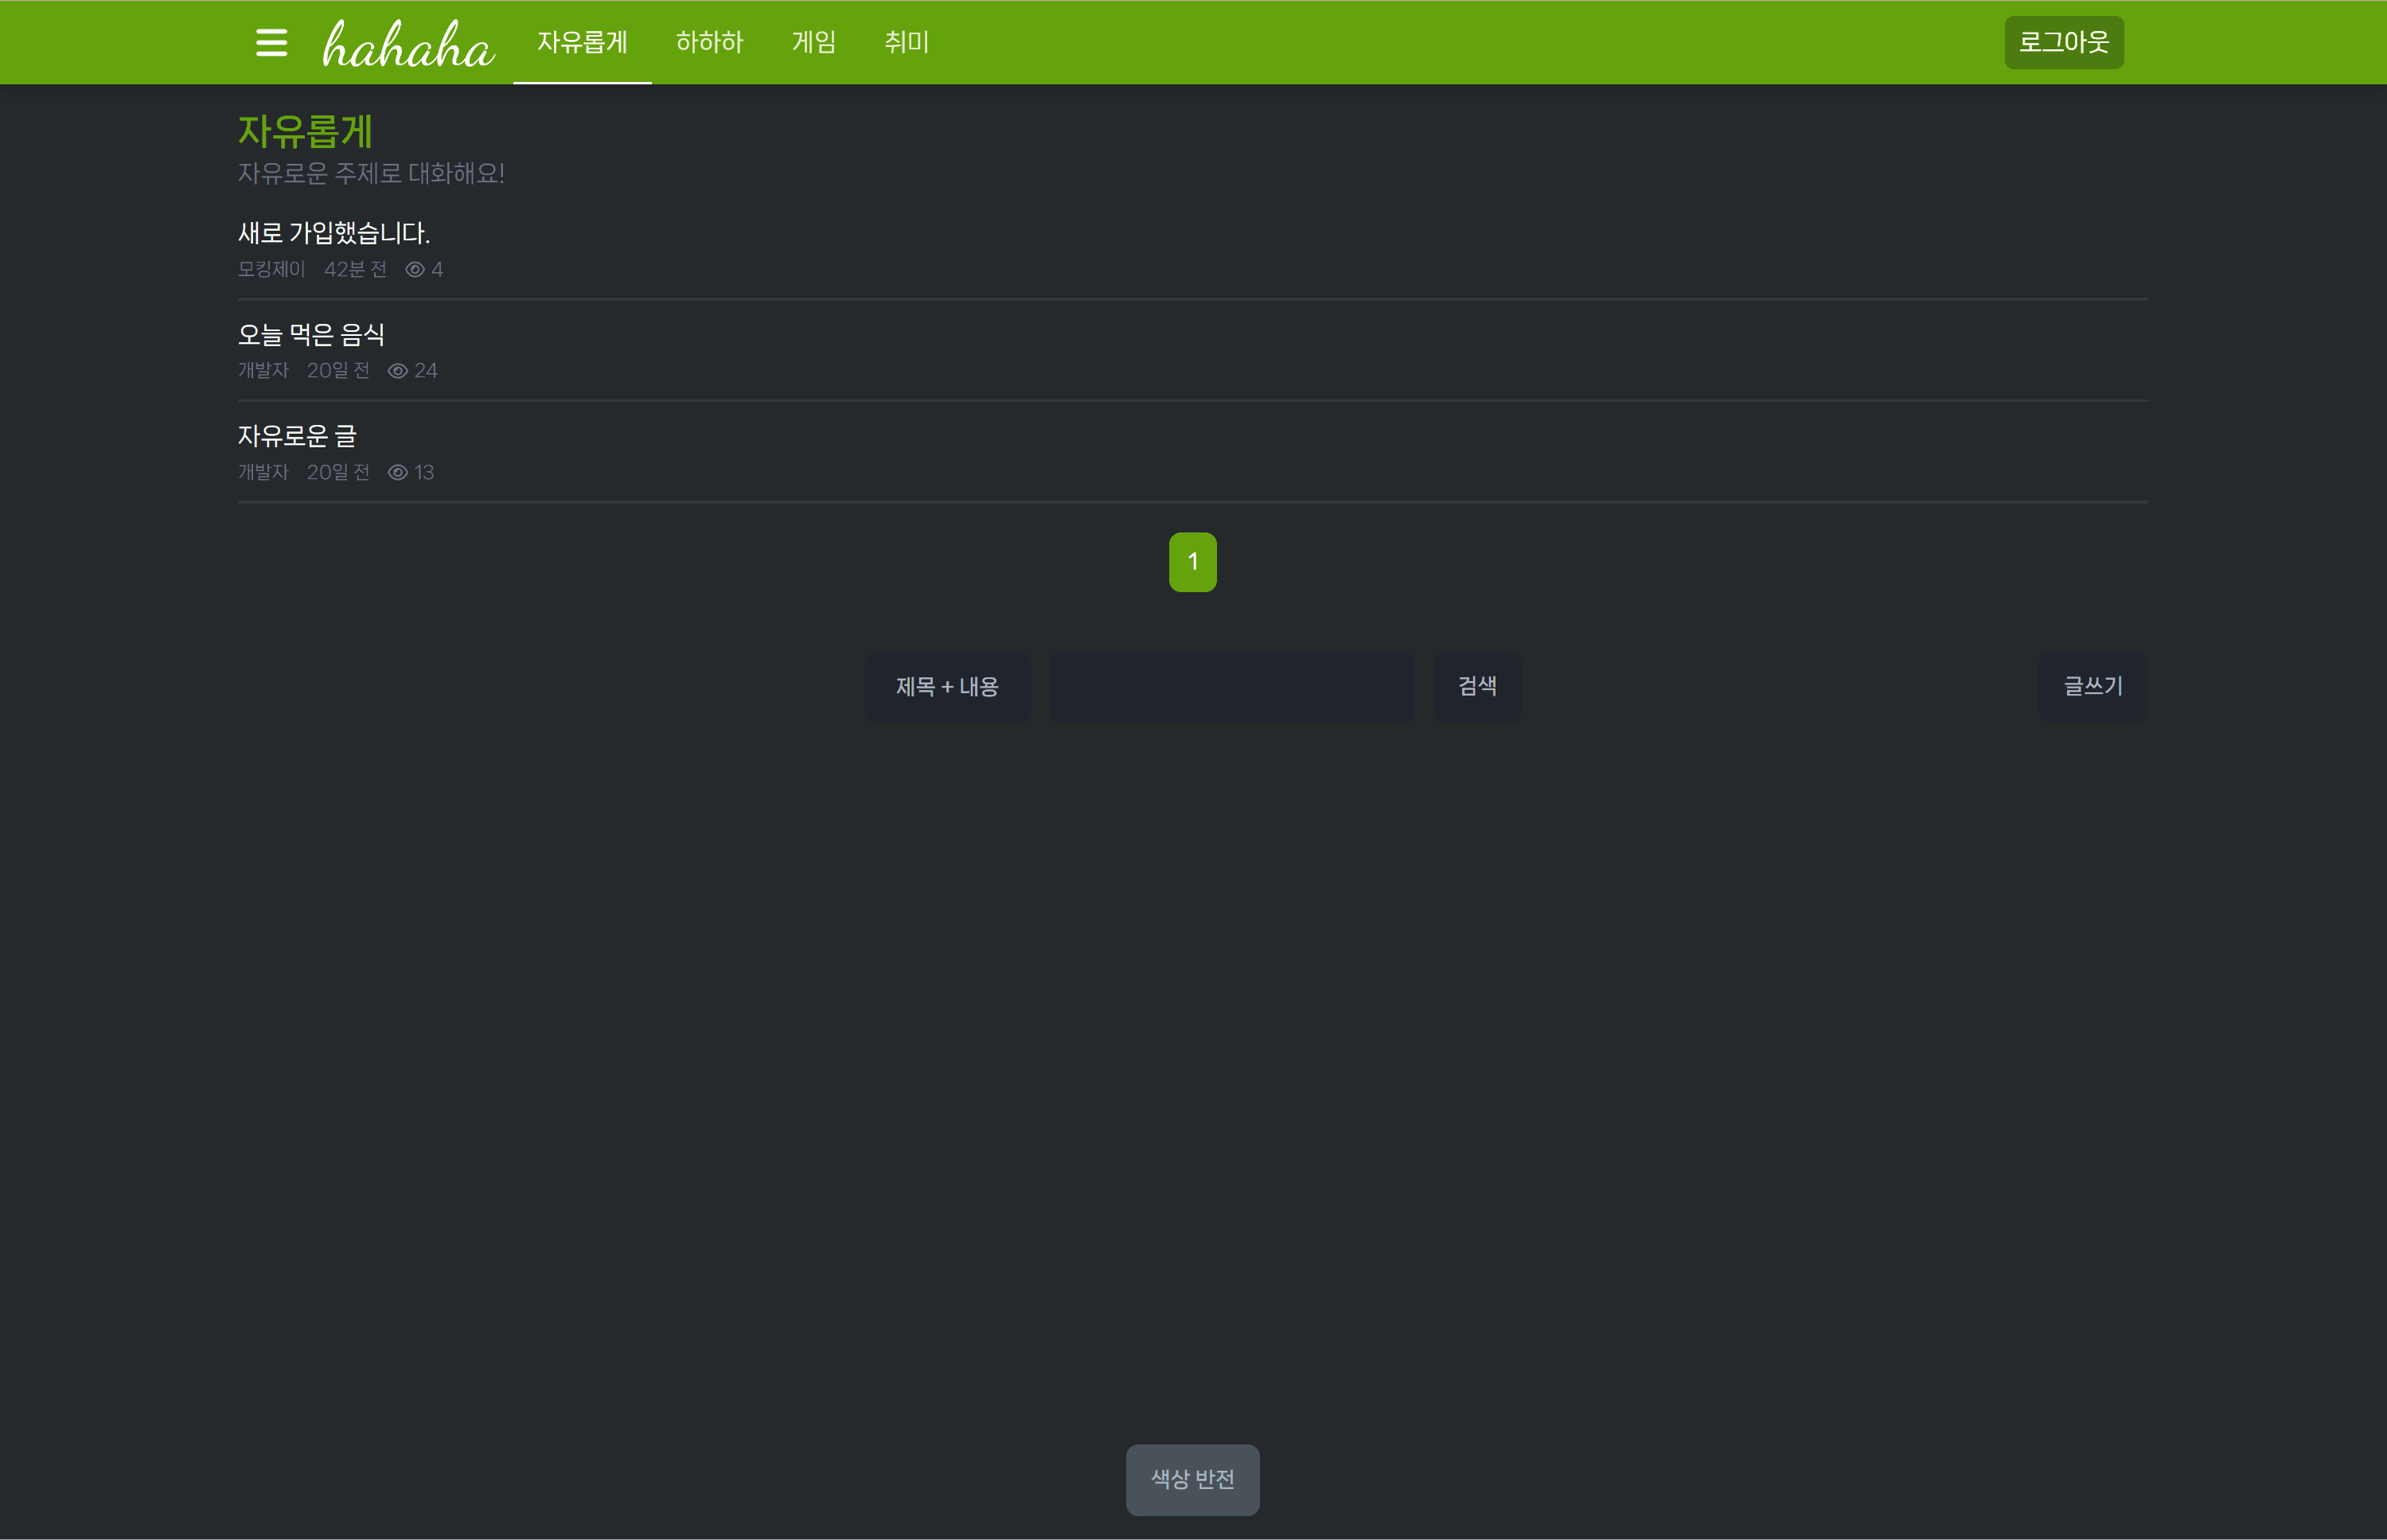 hahaha 자유롭게 하하하 게임 취미 로그아웃
자유롭게
자유로운 주제로 대화해요!
새로 가입했습니다.
모킹제이 42분 전 4
오늘 먹은 음식
개발자 20일 전 24
자유로운 글
개발자 20일 전 13
1
제목 + 내용 검색 글쓰기
색상 반전